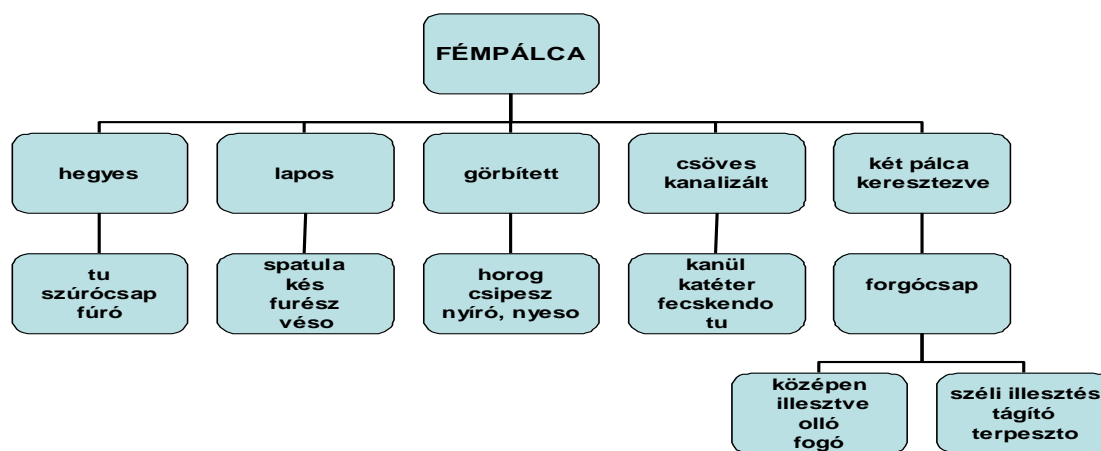 FÉMPÁLCA
hegyes
lapos
görbített
csöves
kanalizált
két pálca
keresztezve
tu
szúrócsap
fúró
spatula
kés
furész
véso
horog
csipesz
nyíró, nyeso
kanül
katéter
fecskendo
tu
forgócsap
középen
illesztve
olló
fogó
széli illesztés
tágító
terpeszto